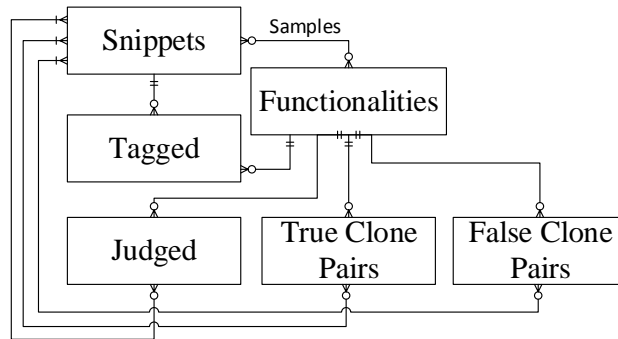 Snippets
Samples
Functionalities
Tagged
Judged
True Clone
Pairs
False Clone
Pairs